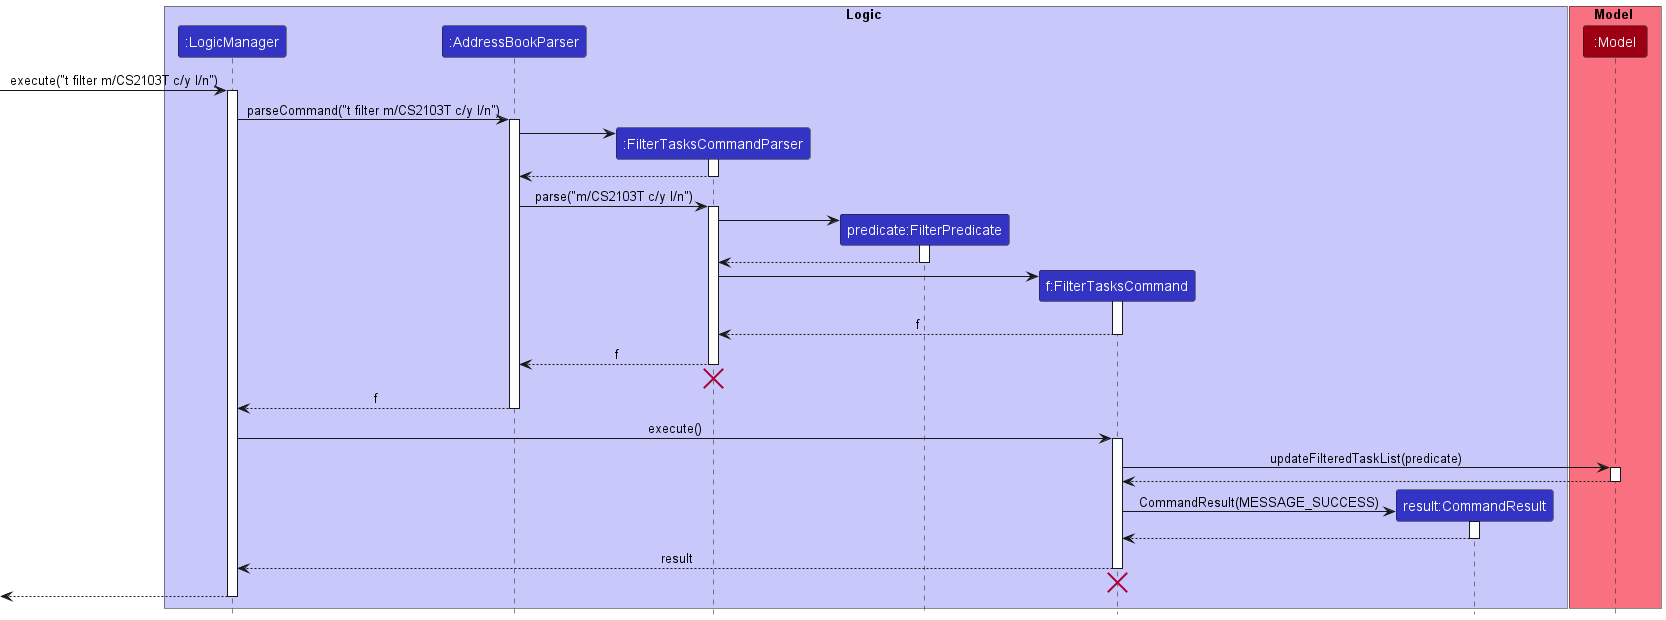 Logic
Model
:LogicManager
:AddressBookParser
:Model
execute("t filter m/CS2103T c/y l/n")
parseCommand("t filter m/CS2103T c/y l/n")
:FilterTasksCommandParser
parse("m/CS2103T c/y l/n")
predicate:FilterPredicate
f:FilterTasksCommand
f
f
f
execute()
updateFilteredTaskList(predicate)
CommandResult(MESSAGE_SUCCESS)
result:CommandResult
result